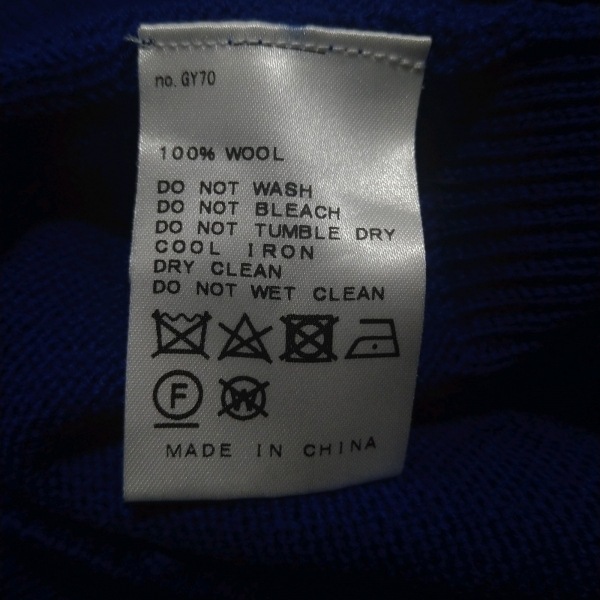 no. GY70
100% WOOL
DO NOT WASH
DO NOT BLEACH
DO NOT TUMBLE DRY
COOL IRON
DRY CLEAN
DO NOT WET CLEAN
F W
MADE IN CHINA